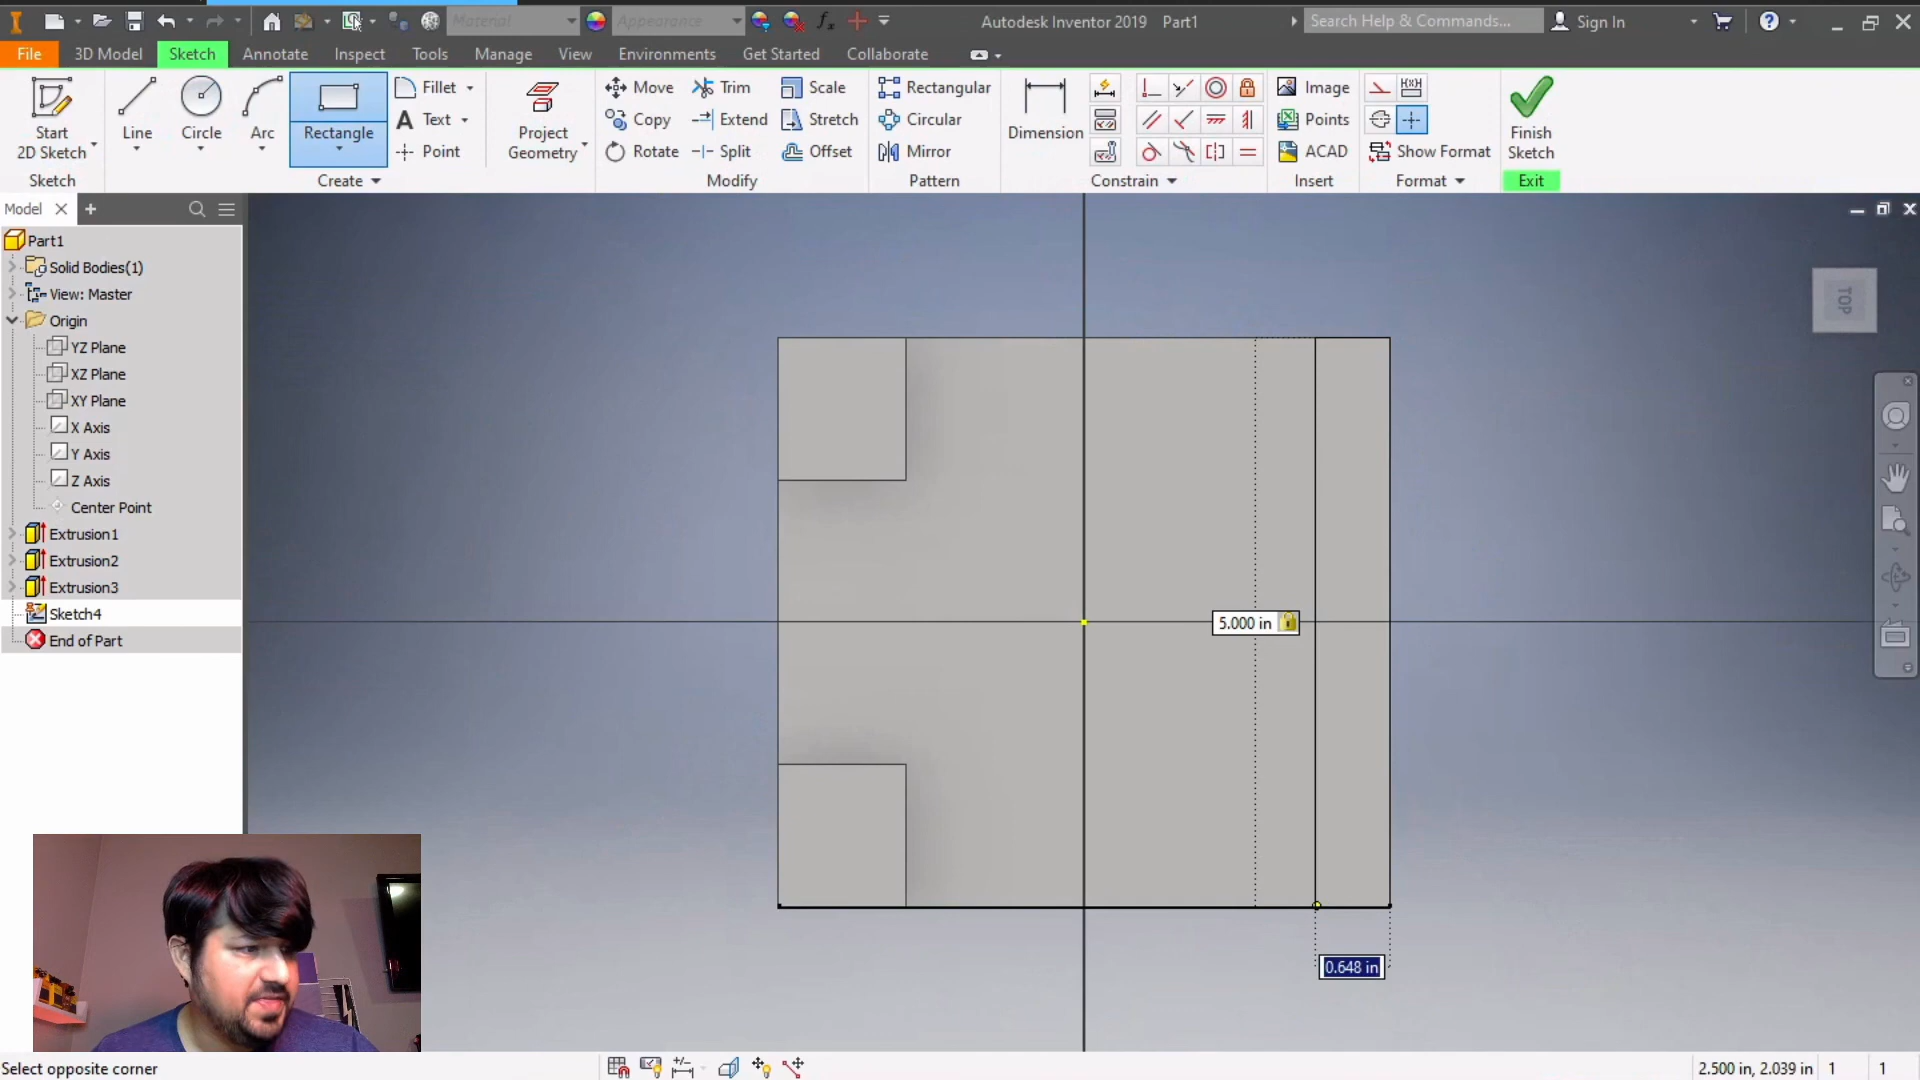 Material
Appearance
fx
Autodesk Inventor 2019 Part1
Search Help & Commands...
Sign In
File
3D Model
Sketch
Annotate
Inspect
Tools
Manage
View
Environments
Get Started
Collaborate
Start
2D Sketch
Line
Circle
Arc
Rectangle
Fillet
Text
Point
Project
Geometry
Move
Copy
Rotate
Trim
Extend
Split
Scale
Stretch
Offset
Rectangular
Circular
Mirror
Dimension
Image
Points
ACAD
Show Format
Finish
Sketch
Sketch
Create
Modify
Pattern
Constrain
Insert
Format
Exit
Model
Part1
Solid Bodies(1)
View: Master
Origin
YZ Plane
XZ Plane
XY Plane
X Axis
Y Axis
Z Axis
Center Point
Extrusion1
Extrusion2
Extrusion3
Sketch4
End of Part
TOP
5.000 in
0.648 in
Select opposite corner
2.500 in, 2.039 in 1 1